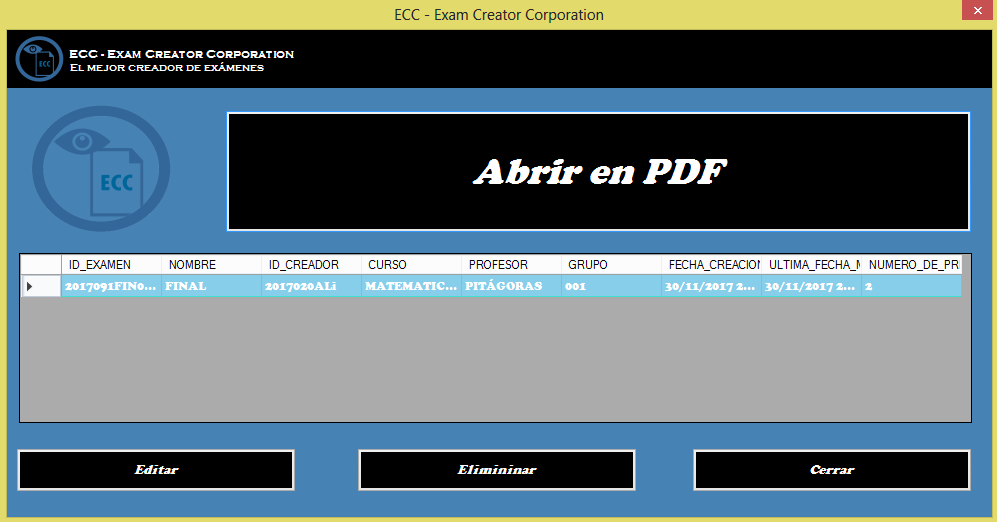 ECC - Exam Creator Corporation
ECC
ECC - Exam Creator Corporation
El mejor creador de exámenes
ECC
Abrir en PDF
ID_EXAMEN NOMBRE ID_CREADOR CURSO PROFESOR GRUPO FECHA_CREACION ULTIMA_FECHA_M NUMERO_DE_PR
2017091FIN0... FINAL 2017020ALi MATEMATIC... PITÁGORAS 001 30/11/2017 2... 30/11/2017 2... 2
Editar Elimininar Cerrar